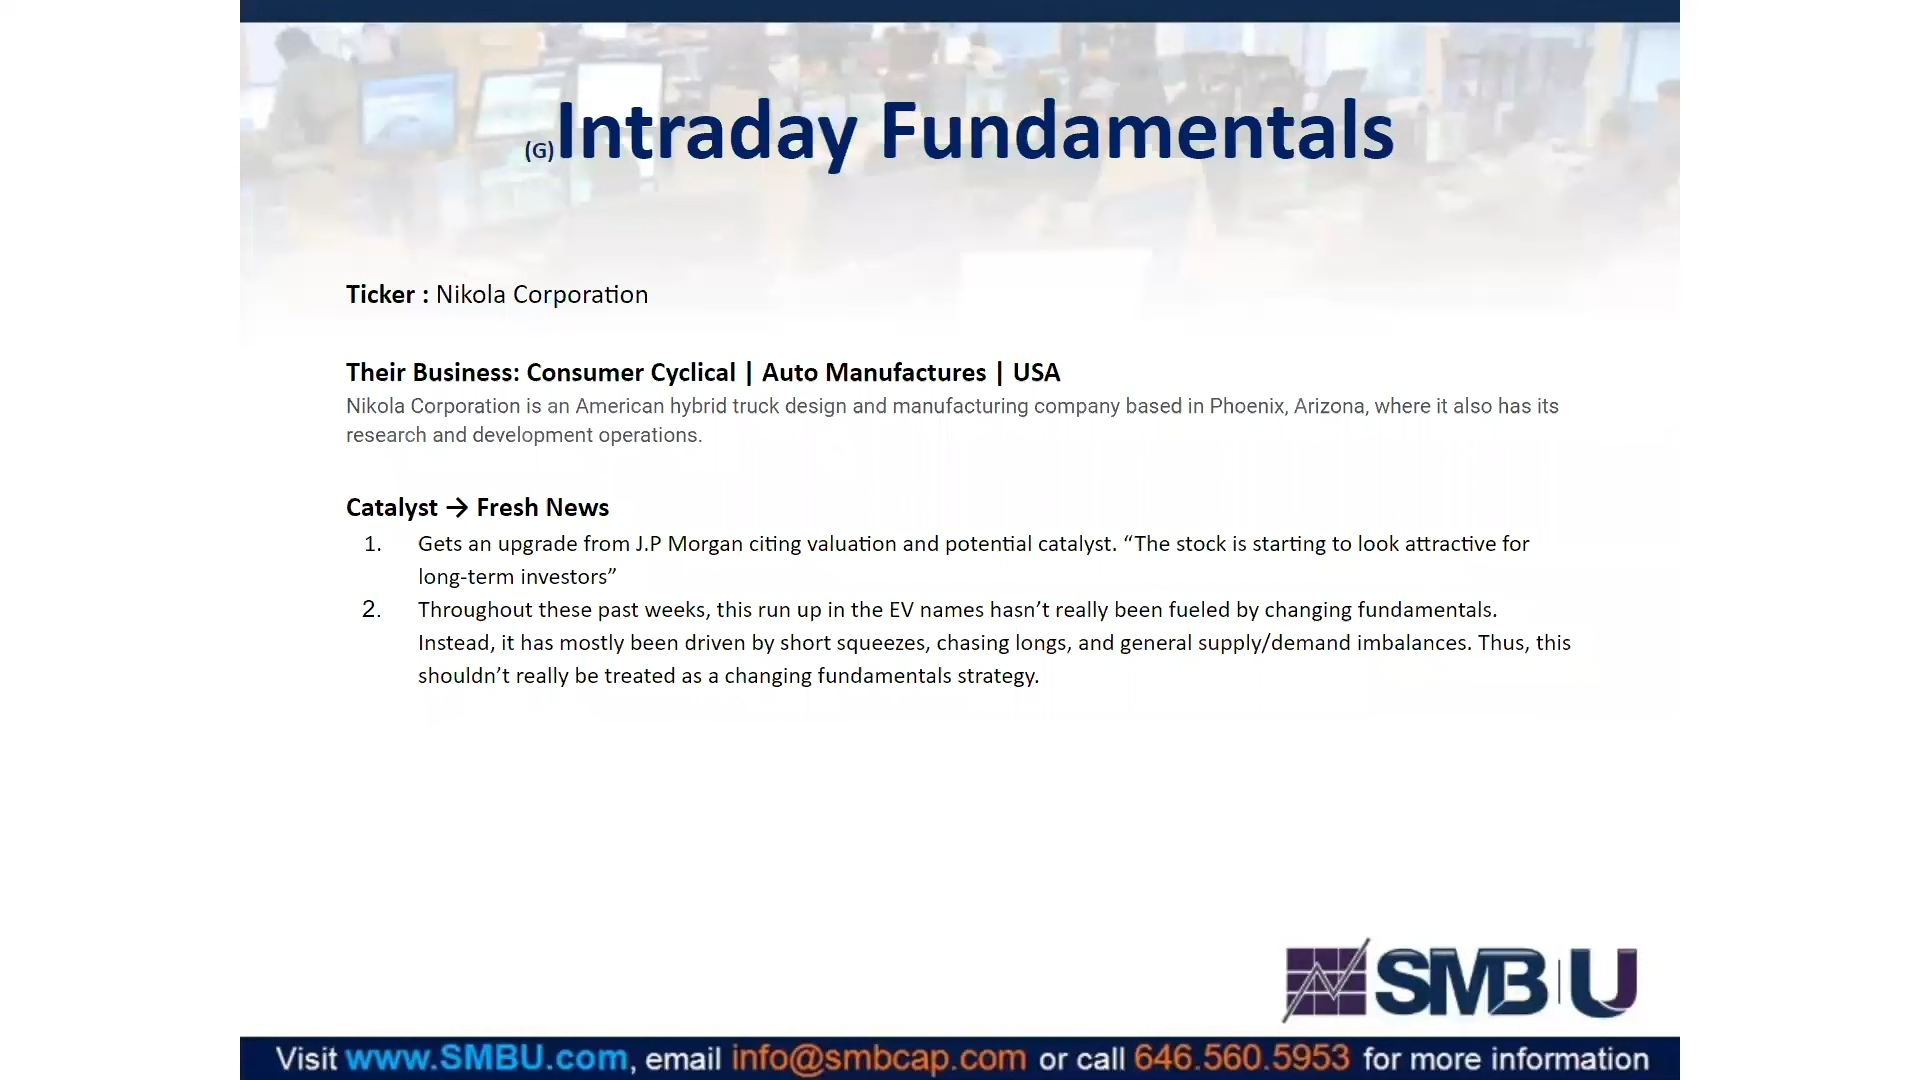 (G)Intraday Fundamentals
Ticker : Nikola Corporation
Their Business: Consumer Cyclical | Auto Manufactures | USA
Nikola Corporation is an American hybrid truck design and manufacturing company based in Phoenix, Arizona, where it also has its
research and development operations.
Catalyst → Fresh News
1. Gets an upgrade from J.P Morgan citing valuation and potential catalyst. “The stock is starting to look attractive for
long-term investors”
2. Throughout these past weeks, this run up in the EV names hasn’t really been fueled by changing fundamentals.
Instead, it has mostly been driven by short squeezes, chasing longs, and general supply/demand imbalances. Thus, this
shouldn’t really be treated as a changing fundamentals strategy.
SMB U
Visit www.SMBU.com, email info@smbcap.com or call 646.560.5953 for more information